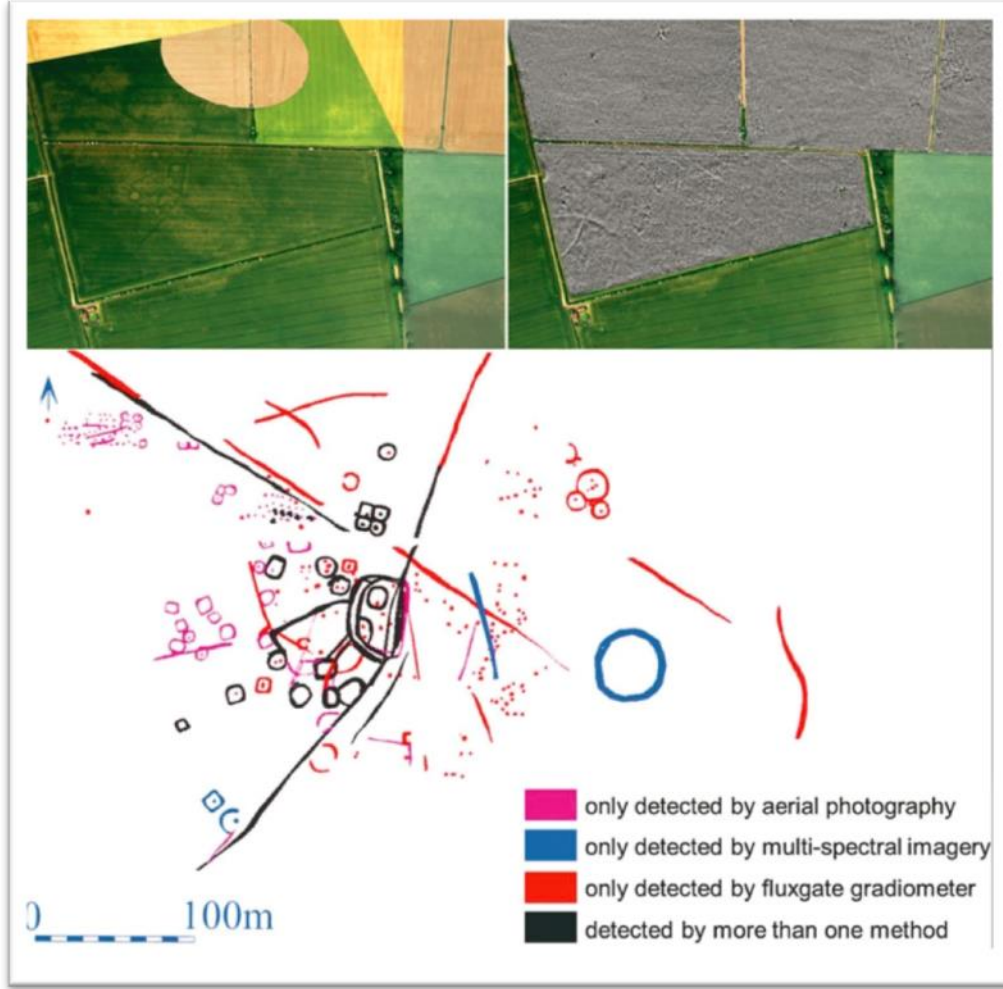 only detected by aerial photography
only detected by multi-spectral imagery
only detected by fluxgate gradiometer
detected by more than one method
0 100m